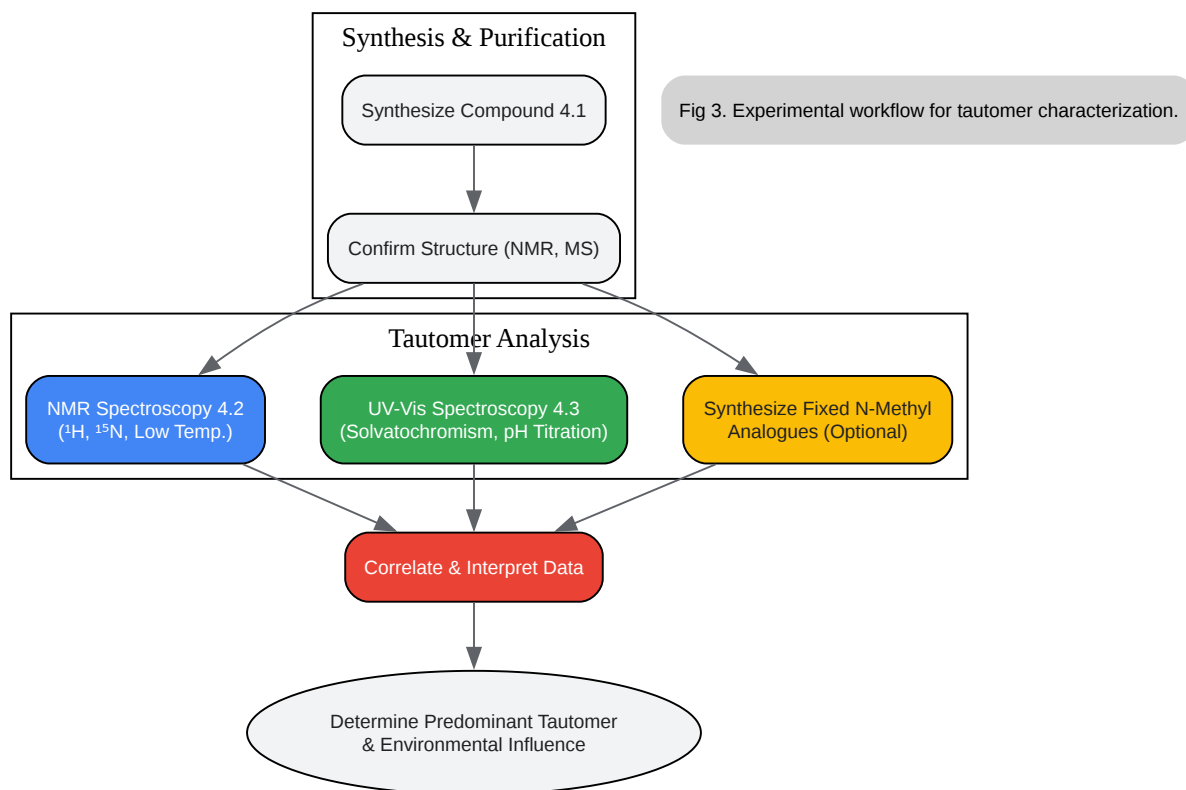 Synthesis & Purification
Synthesize Compound 4.1
Fig 3. Experimental workflow for tautomer characterization.
Confirm Structure (NMR, MS)
Tautomer Analysis
NMR Spectroscopy 4.2
(¹H, ¹⁵N, Low Temp.)
UV-Vis Spectroscopy 4.3
(Solvatochromism, pH Titration)
Synthesize Fixed N-Methyl
Analogues (Optional)
Correlate & Interpret Data
Determine Predominant Tautomer
& Environmental Influence